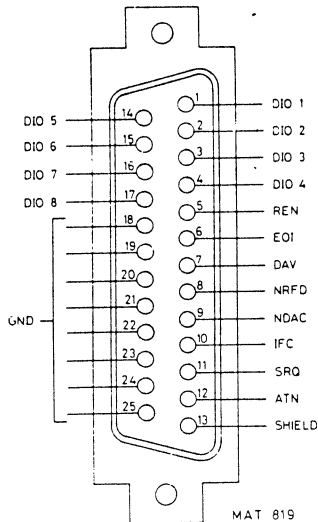 1 DIO 1
DIO 5 14
2 DIO 2
DIO 6 15
3 DIO 3
DIO 7 16
4 DIO 4
DIO 8 17
5 REN
18
6 EOI
19
7 DAV
20
8 NRFD
21
GND
9 NDAC
22
10 IFC
23
11 SRQ
24
12 ATN
25
13 SHIELD
MAT 819